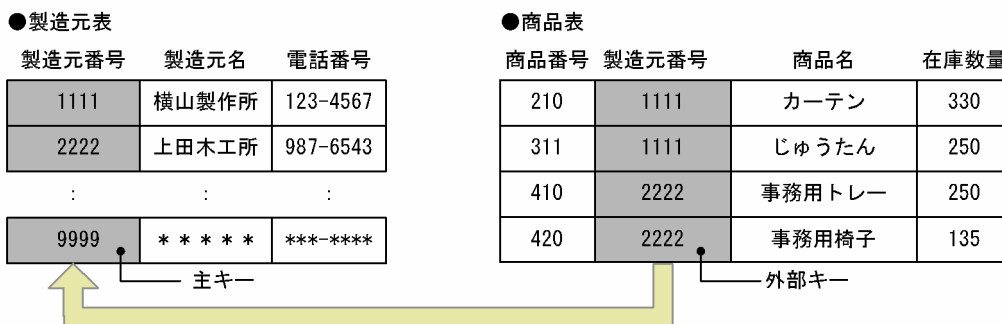 ●製造元表
製造元番号 製造元名 電話番号
1111 横山製作所 123-4567
2222 上田木工所 987-6543
: : :
9999 ＊＊＊＊＊ ***-****
主キー
●商品表
商品番号 製造元番号 商品名 在庫数量
210 1111 カーテン 330
311 1111 じゅうたん 250
410 2222 事務用トレー 250
420 2222 事務用椅子 135
外部キー